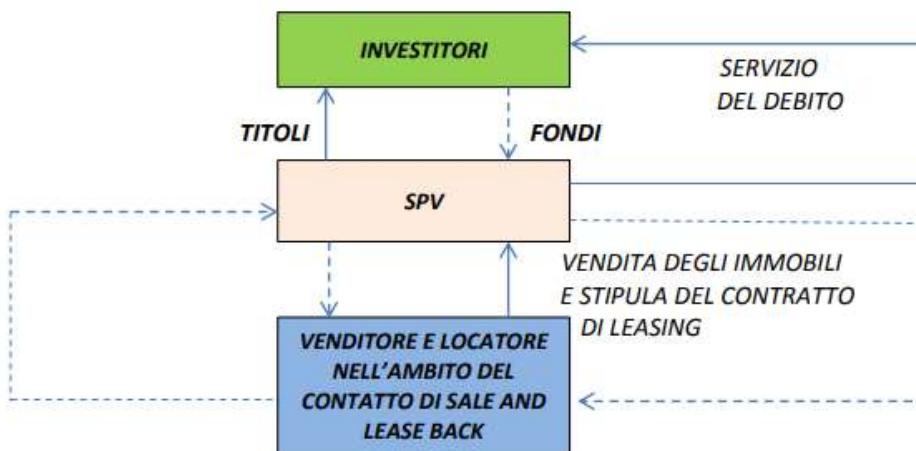 INVESTITORI
SERVIZIO
DEL DEBITO
TITOLI
FONDI
SPV
VENDITA DEGLI IMMOBILI
E STIPULA DEL CONTRATTO
DI LEASING
VENDITORE E LOCATORE
NELL'AMBITO DEL
CONTATTO DI SALE AND
LEASE BACK